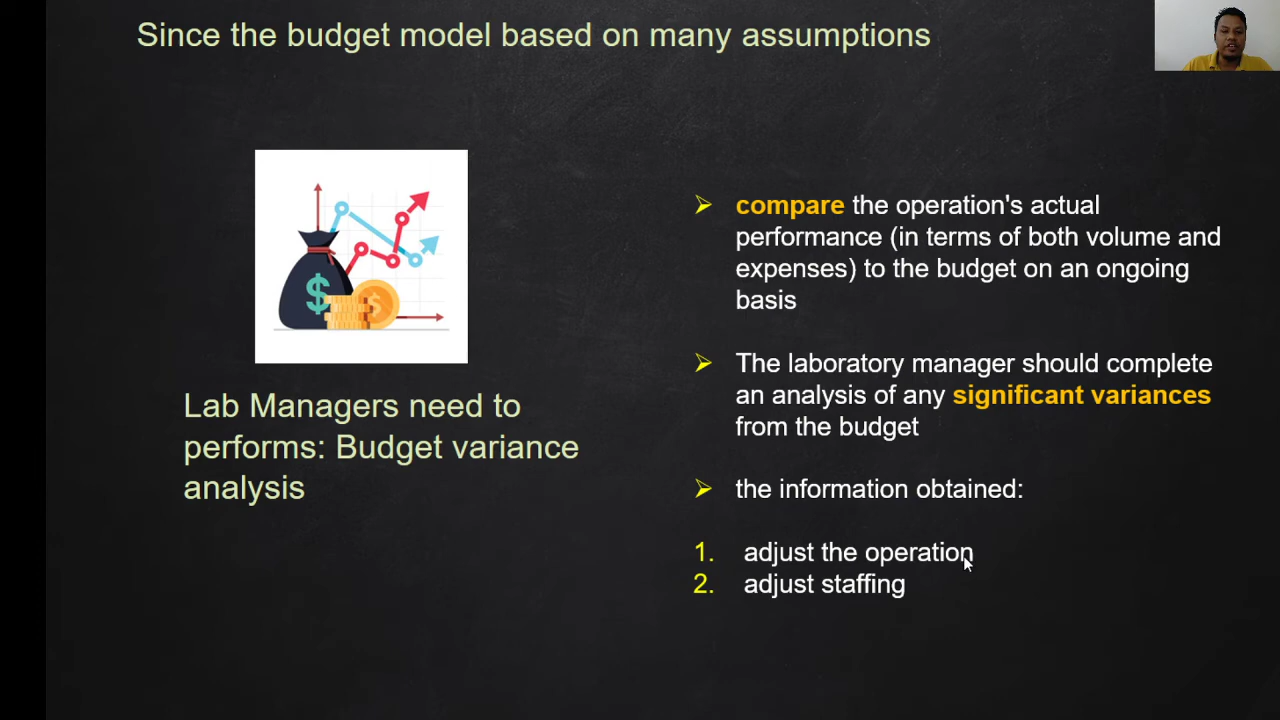 Since the budget model based on many assumptions
$
$
Lab Managers need to
performs: Budget variance
analysis
compare the operation's actual
performance (in terms of both volume and
expenses) to the budget on an ongoing
basis
The laboratory manager should complete
an analysis of any significant variances
from the budget
the information obtained:
1. adjust the operation
2. adjust staffing